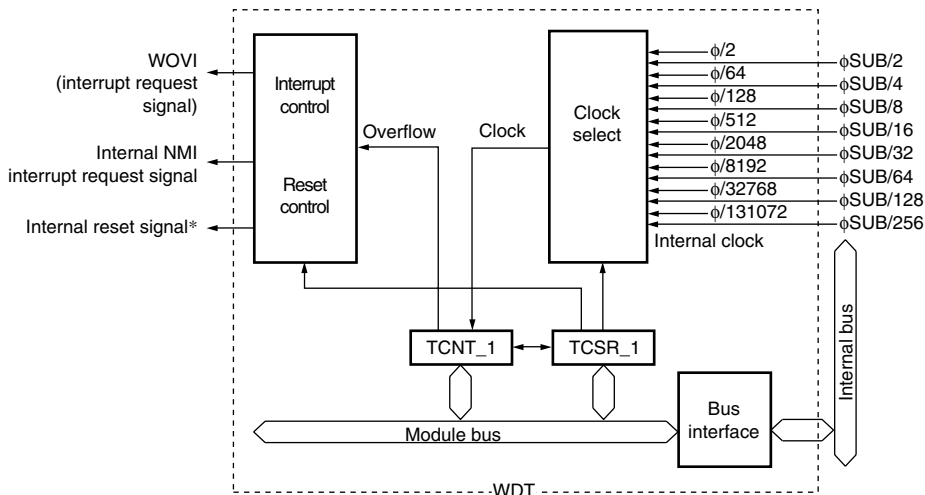 WOVI
(interrupt request
signal)
Internal NMI
interrupt request signal
Internal reset signal*
Interrupt
control
Reset
control
Overflow
Clock
Clock
select
ϕ/2
ϕ/64
ϕ/128
ϕ/512
ϕ/2048
ϕ/8192
ϕ/32768
ϕ/131072
Internal clock
ϕSUB/2
ϕSUB/4
ϕSUB/8
ϕSUB/16
ϕSUB/32
ϕSUB/64
ϕSUB/128
ϕSUB/256
TCNT_1
TCSR_1
Module bus
Bus
interface
Internal bus
WDT